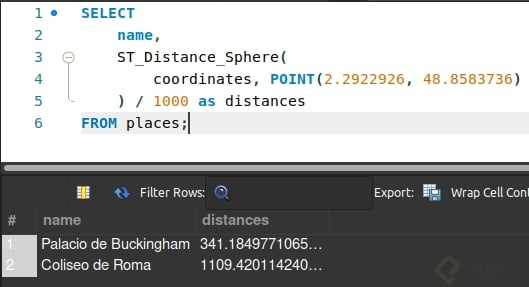 1 SELECT
2 name,
3 ST_Distance_Sphere(
4 coordinates, POINT(2.2922926, 48.8583736)
5 ) / 1000 as distances
6 FROM places;
Filter Rows: Export: Wrap Cell Cont
# name distances
1 Palacio de Buckingham 341.1849771065...
2 Coliseo de Roma 1109.420114240...